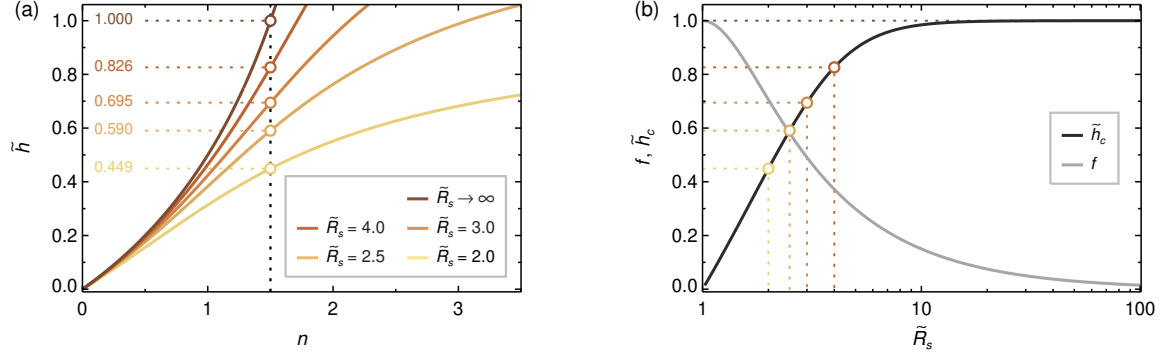 (a)
1.0
0.8
0.6
0.4
0.2
0.0
h̃
1.000
0.826
0.695
0.590
0.449
R̃ₛ → ∞
R̃ₛ = 4.0
R̃ₛ = 3.0
R̃ₛ = 2.5
R̃ₛ = 2.0
0
1
2
3
n
(b)
1.0
0.8
0.6
0.4
0.2
0.0
f, h̃_c
h̃_c
f
1
10
100
R̃ₛ